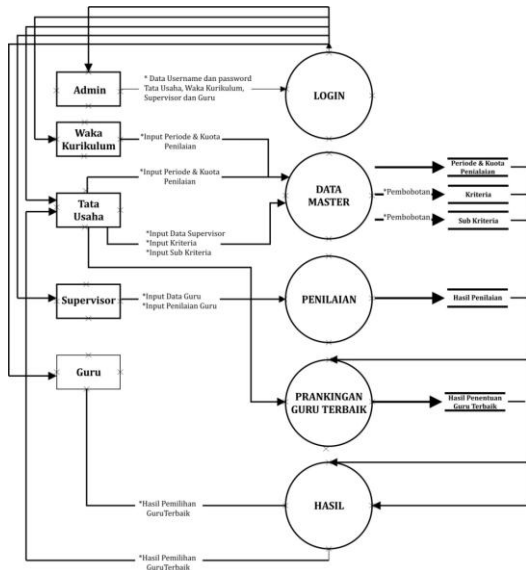 Admin
* Data Username dan password
Tata Usaha, Waka Kurikulum,
Supervisor dan Guru
LOGIN
Waka
Kurikulum
*Input Periode & Kuota
Penilaian
*Input Periode & Kuota
Penilaian
Tata
Usaha
*Input Data Supervisor
*Input Kriteria
*Input Sub Kriteria
DATA
MASTER
Periode & Kuota
Penialaian
*Pembobotan
Kriteria
*Pembobotan
Sub Kriteria
Supervisor
*Input Data Guru
*Input Penilaian Guru
PENILAIAN
Hasil Penilaian
Guru
PRANKINGAN
GURU TERBAIK
Hasil Penentuan
Guru Terbaik
*Hasil Pemilihan
GuruTerbaik
HASIL
*Hasil Pemilihan
GuruTerbaik